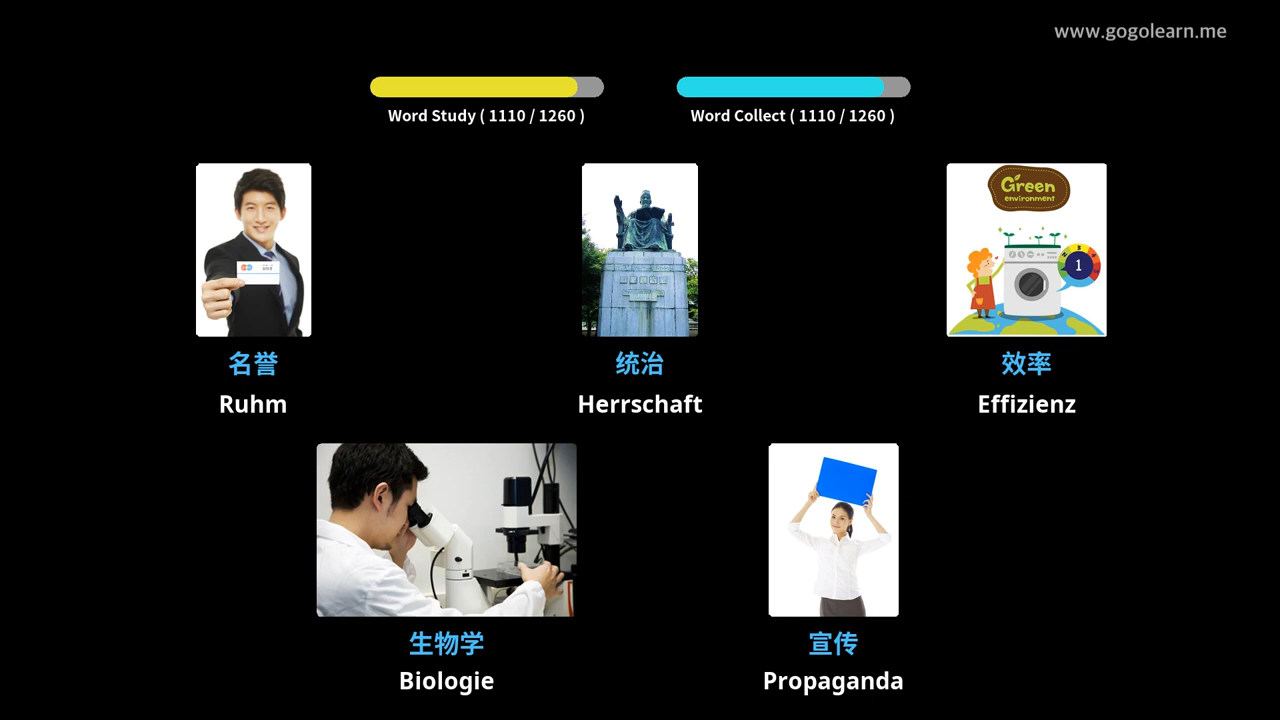 www.gogolearn.me
Word Study ( 1110 / 1260 )
Word Collect ( 1110 / 1260 )
Green
environment
1
名誉
Ruhm
统治
Herrschaft
效率
Effizienz
生物学
Biologie
宣传
Propaganda